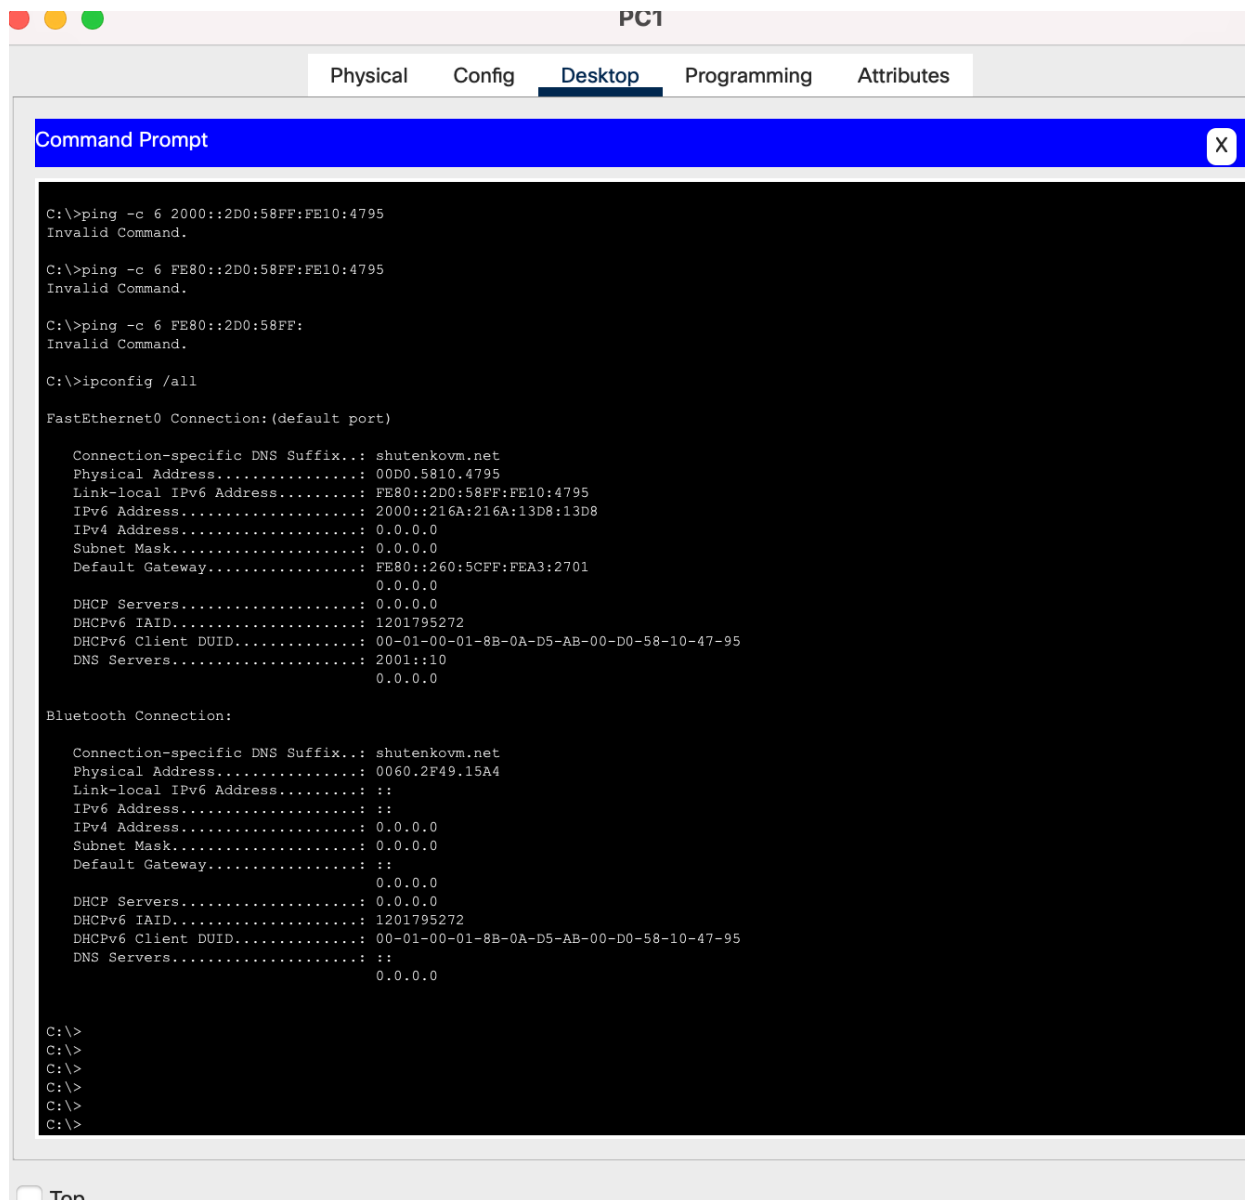 PC1
Physical Config Desktop Programming Attributes
Command Prompt
X
C:\>ping -c 6 2000::2D0:58FF:FE10:4795
Invalid Command.
C:\>ping -c 6 FE80::2D0:58FF:FE10:4795
Invalid Command.
C:\>ping -c 6 FE80::2D0:58FF:
Invalid Command.
C:\>ipconfig /all
FastEthernet0 Connection:(default port)
Connection-specific DNS Suffix..: shutenkovm.net
Physical Address................: 00D0.5810.4795
Link-local IPv6 Address.........: FE80::2D0:58FF:FE10:4795
IPv6 Address....................: 2000::216A:216A:13D8:13D8
IPv4 Address....................: 0.0.0.0
Subnet Mask.....................: 0.0.0.0
Default Gateway.................: FE80::260:5CFF:FEA3:2701
0.0.0.0
DHCP Servers....................: 0.0.0.0
DHCPv6 IAID.....................: 1201795272
DHCPv6 Client DUID..............: 00-01-00-01-8B-0A-D5-AB-00-D0-58-10-47-95
DNS Servers.....................: 2001::10
0.0.0.0
Bluetooth Connection:
Connection-specific DNS Suffix..: shutenkovm.net
Physical Address................: 0060.2F49.15A4
Link-local IPv6 Address.........: ::
IPv6 Address....................: ::
IPv4 Address....................: 0.0.0.0
Subnet Mask.....................: 0.0.0.0
Default Gateway.................: ::
0.0.0.0
DHCP Servers....................: 0.0.0.0
DHCPv6 IAID.....................: 1201795272
DHCPv6 Client DUID..............: 00-01-00-01-8B-0A-D5-AB-00-D0-58-10-47-95
DNS Servers.....................: ::
0.0.0.0
C:\>
C:\>
C:\>
C:\>
C:\>
C:\>
Top